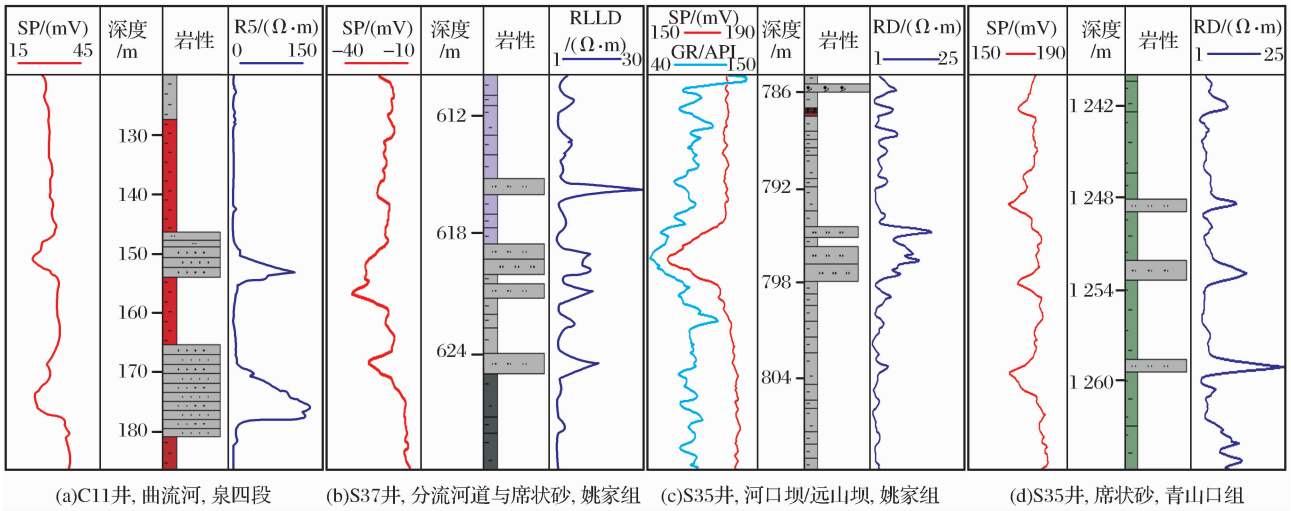 SP/(mV)
15 45
深度
/m
岩性
R5/(Ω·m)
0 150
130
140
150
160
170
180
(a)C11井, 曲流河, 泉四段
SP/(mV)
−40 −10
深度
/m
岩性
RLLD
/(Ω·m)
1 30
612
618
624
(b)S37井, 分流河道与席状砂, 姚家组
SP/(mV)
150 190
GR/API
40 150
深度
/m
岩性
RD/(Ω·m)
1 25
786
792
798
804
(c)S35井, 河口坝/远山坝, 姚家组
SP/(mV)
150 190
深度
/m
岩性
RD/(Ω·m)
1 25
1 242
1 248
1 254
1 260
(d)S35井, 席状砂, 青山口组